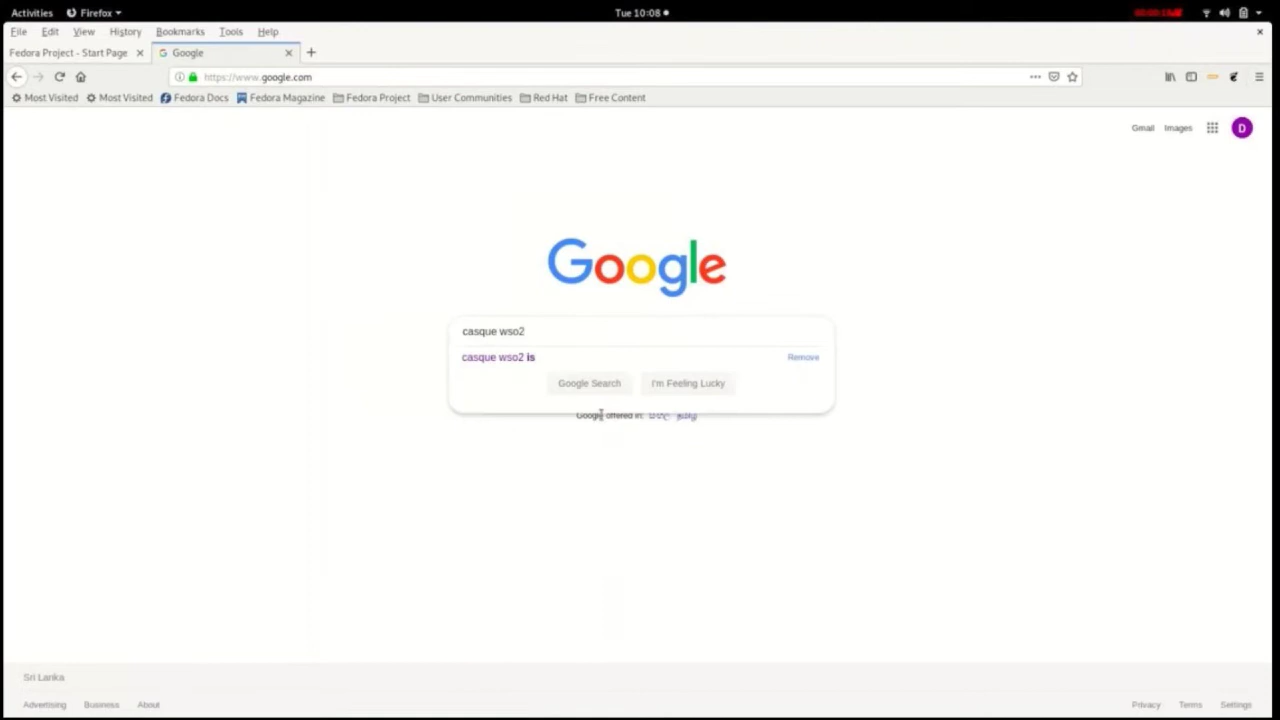 Activities Firefox Tue 10:08
File Edit View History Bookmarks Tools Help
Fedora Project - Start Page Google
https://www.google.com
Most Visited Most Visited Fedora Docs Fedora Magazine Fedora Project User Communities Red Hat Free Content
Gmail Images D
Google
casque wso2
casque wso2 is Remove
Google Search I'm Feeling Lucky
Google offered in: සිංහල தமிழ்
Sri Lanka
Advertising Business About Privacy Terms Settings